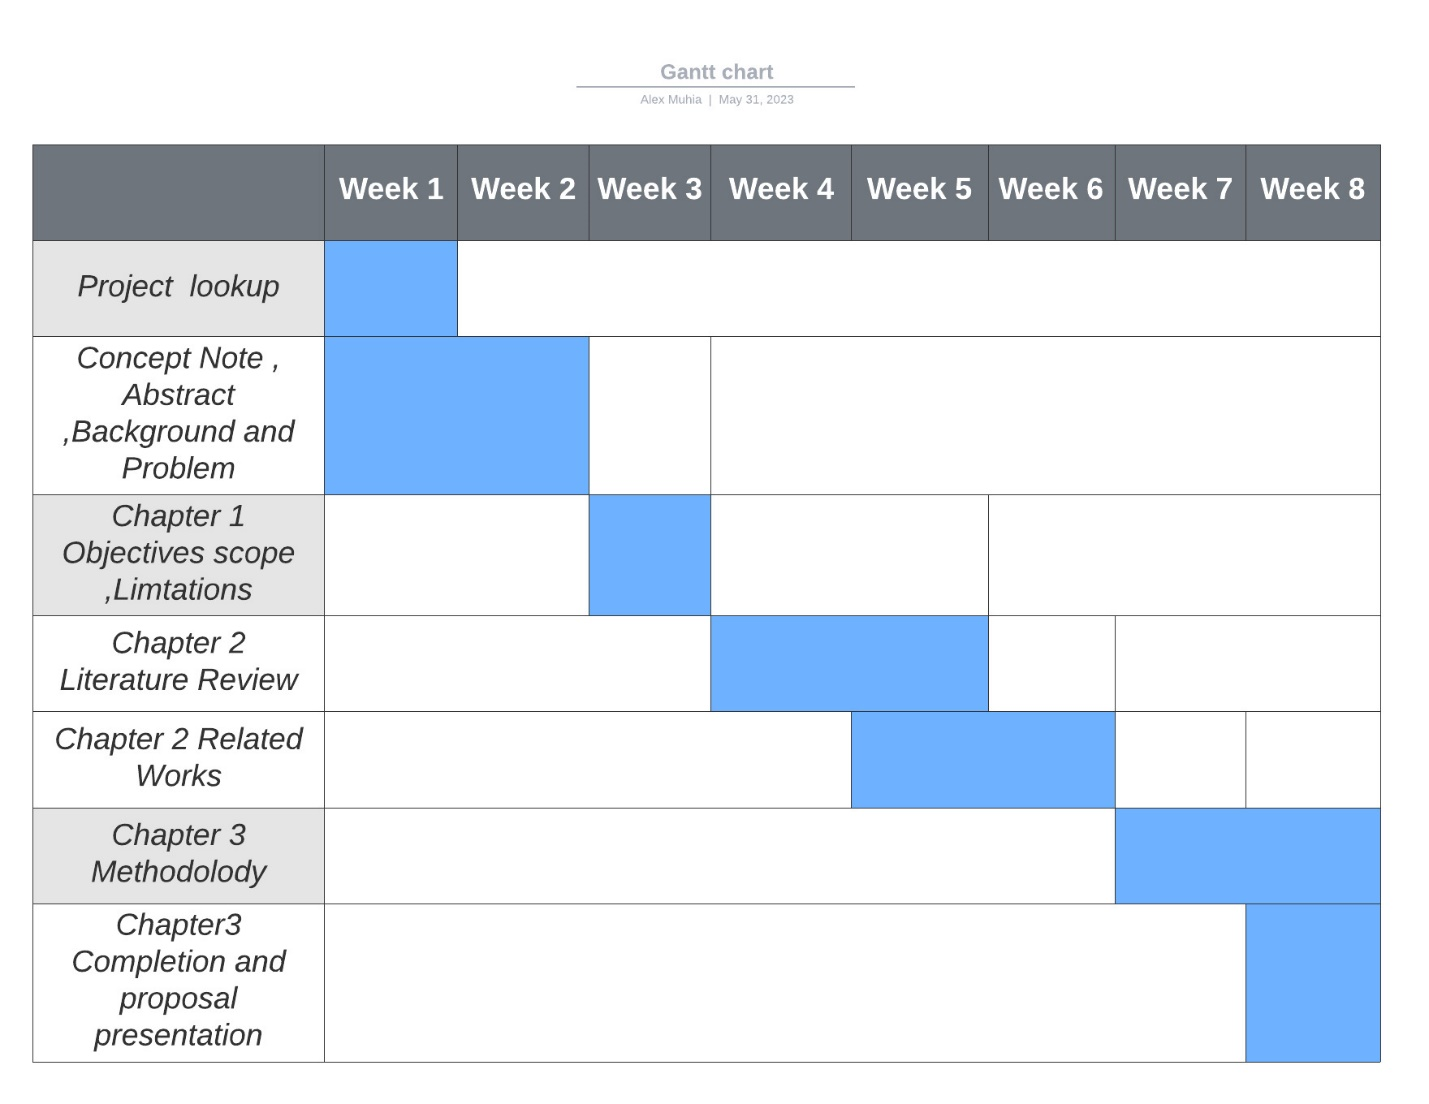 Gantt chart
Alex Muhia | May 31, 2023
Week 1 Week 2 Week 3 Week 4 Week 5 Week 6 Week 7 Week 8
Project lookup
Concept Note ,
Abstract
,Background and
Problem
Chapter 1
Objectives scope
,Limtations
Chapter 2
Literature Review
Chapter 2 Related
Works
Chapter 3
Methodolody
Chapter3
Completion and
proposal
presentation